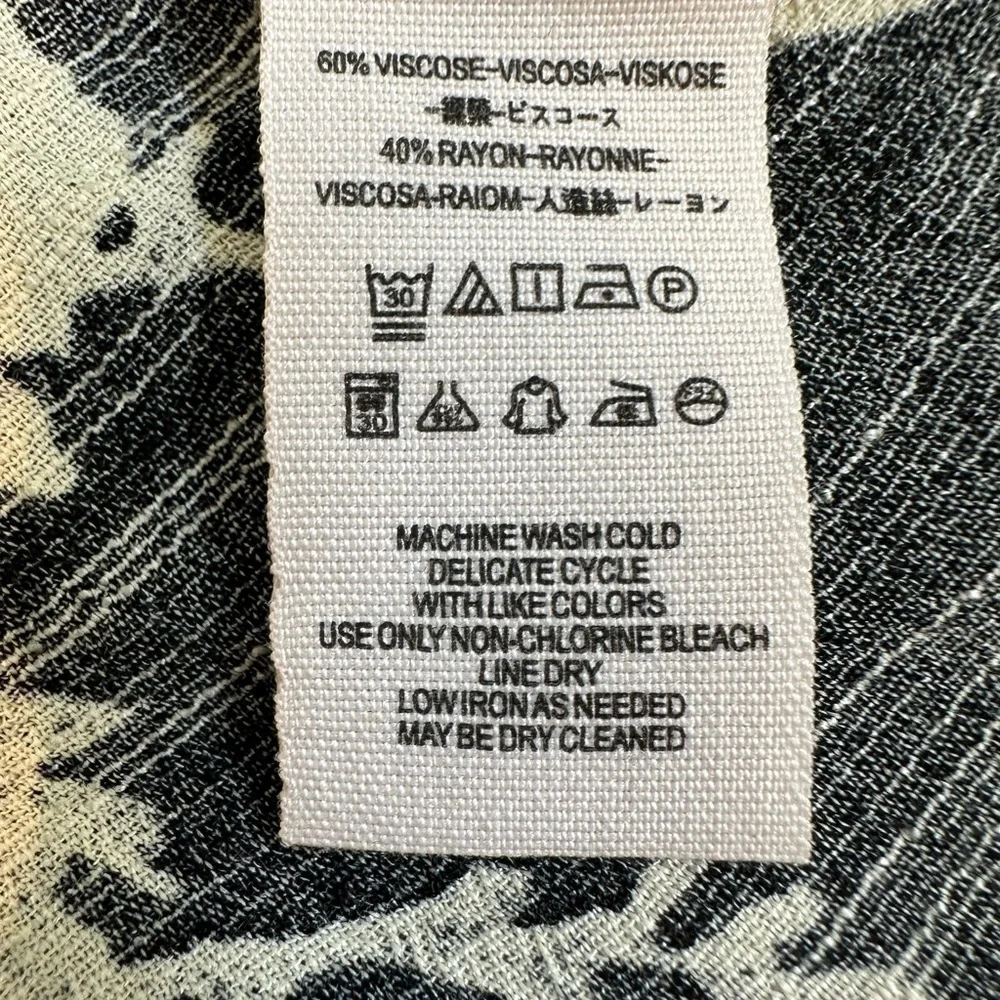 60% VISCOSE-VISCOSA-VISKOSE
-ビスコース
40% RAYON-RAYONNE-
VISCOSA-RAIOM-人造絲-レーヨン
30
P
30
MACHINE WASH COLD
DELICATE CYCLE
WITH LIKE COLORS
USE ONLY NON-CHLORINE BLEACH
LINE DRY
LOW IRON AS NEEDED
MAY BE DRY CLEANED